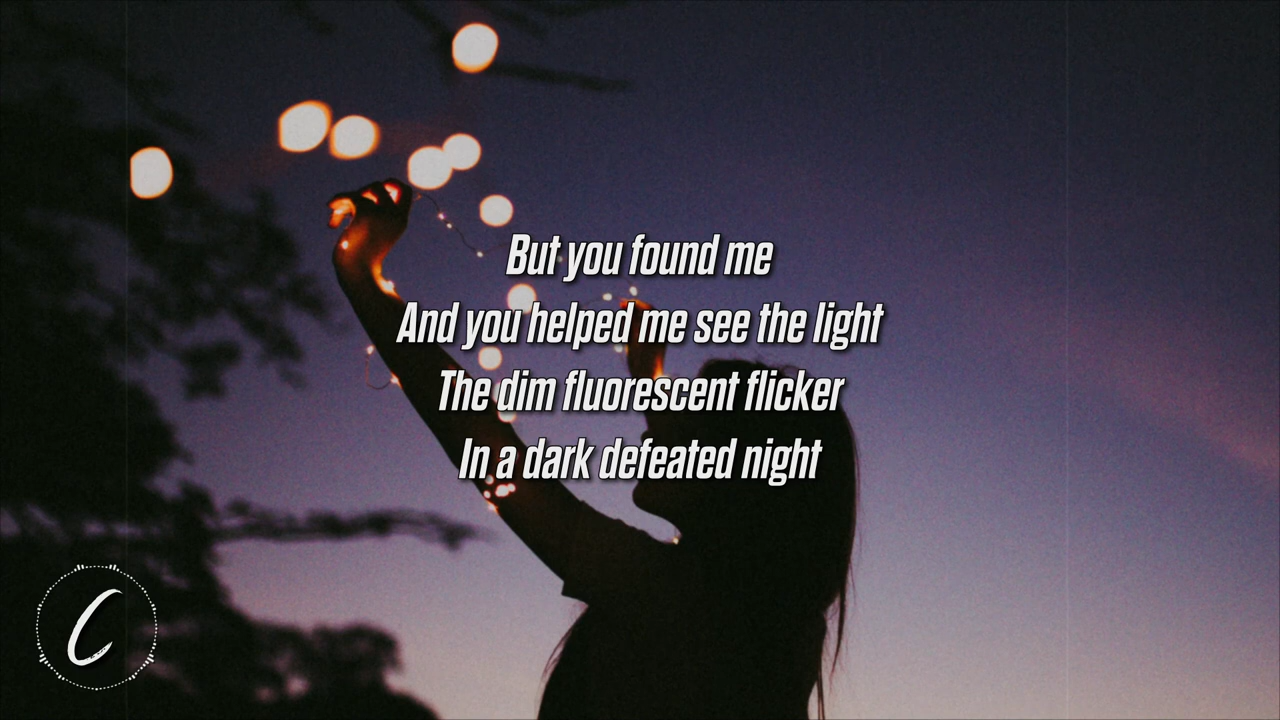 But you found me
And you helped me see the light
The dim fluorescent flicker
In a dark defeated night
C